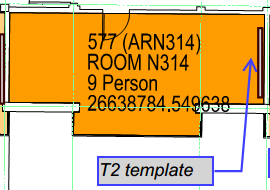 577 (ARN314)
ROOM N314
9 Person
26638784.549638
T2 template